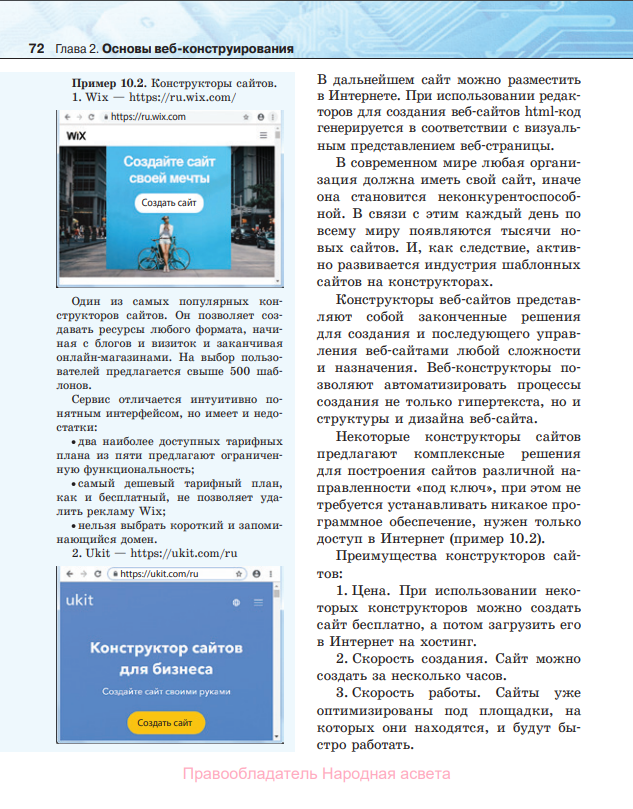 72 Глава 2. Основы веб-конструирования
Пример 10.2. Конструкторы сайтов.
1. Wix — https://ru.wix.com/
https://ru.wix.com
WiX
Создайте сайт
своей мечты
Создать сайт
Один из самых популярных кон-
структоров сайтов. Он позволяет соз-
давать ресурсы любого формата, начи-
ная с блогов и визиток и заканчивая
онлайн-магазинами. На выбор пользо-
вателей предлагается свыше 500 шаб-
лонов.
Сервис отличается интуитивно по-
нятным интерфейсом, но имеет и недо-
статки:
•два наиболее доступных тарифных
плана из пяти предлагают ограничен-
ную функциональность;
•самый дешевый тарифный план,
как и бесплатный, не позволяет уда-
лить рекламу Wix;
•нельзя выбрать короткий и запоми-
нающийся домен.
2. Ukit — https://ukit.com/ru
https://ukit.com/ru
ukit
Конструктор сайтов
для бизнеса
Создайте сайт своими руками
Создать сайт
В дальнейшем сайт можно разместить
в Интернете. При использовании редак-
торов для создания веб-сайтов html-код
генерируется в соответствии с визуаль-
ным представлением веб-страницы.
В современном мире любая органи-
зация должна иметь свой сайт, иначе
она становится неконкурентоспособ-
ной. В связи с этим каждый день по
всему миру появляются тысячи но-
вых сайтов. И, как следствие, актив-
но развивается индустрия шаблонных
сайтов на конструкторах.
Конструкторы веб-сайтов представ-
ляют собой законченные решения
для создания и последующего управ-
ления веб-сайтами любой сложности
и назначения. Веб-конструкторы по-
зволяют автоматизировать процессы
создания не только гипертекста, но и
структуры и дизайна веб-сайта.
Некоторые конструкторы сайтов
предлагают комплексные решения
для построения сайтов различной на-
правленности «под ключ», при этом не
требуется устанавливать никакое про-
граммное обеспечение, нужен только
доступ в Интернет (пример 10.2).
Преимущества конструкторов сай-
тов:
1. Цена. При использовании неко-
торых конструкторов можно создать
сайт бесплатно, а потом загрузить его
в Интернет на хостинг.
2. Скорость создания. Сайт можно
создать за несколько часов.
3. Скорость работы. Сайты уже
оптимизированы под площадки, на
которых они находятся, и будут бы-
стро работать.
Правообладатель Народная асвета